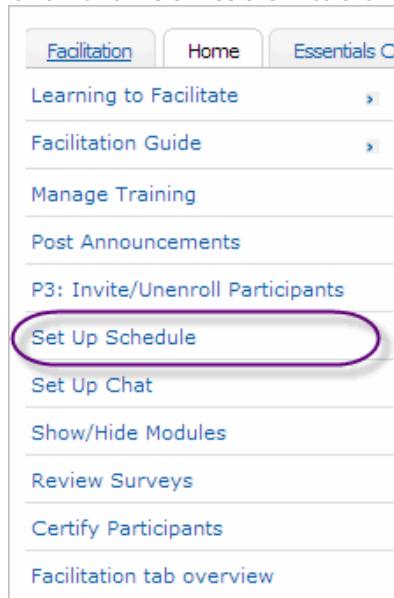 Facilitation Home Essentials C
Learning to Facilitate
Facilitation Guide
Manage Training
Post Announcements
P3: Invite/Unenroll Participants
Set Up Schedule
Set Up Chat
Show/Hide Modules
Review Surveys
Certify Participants
Facilitation tab overview